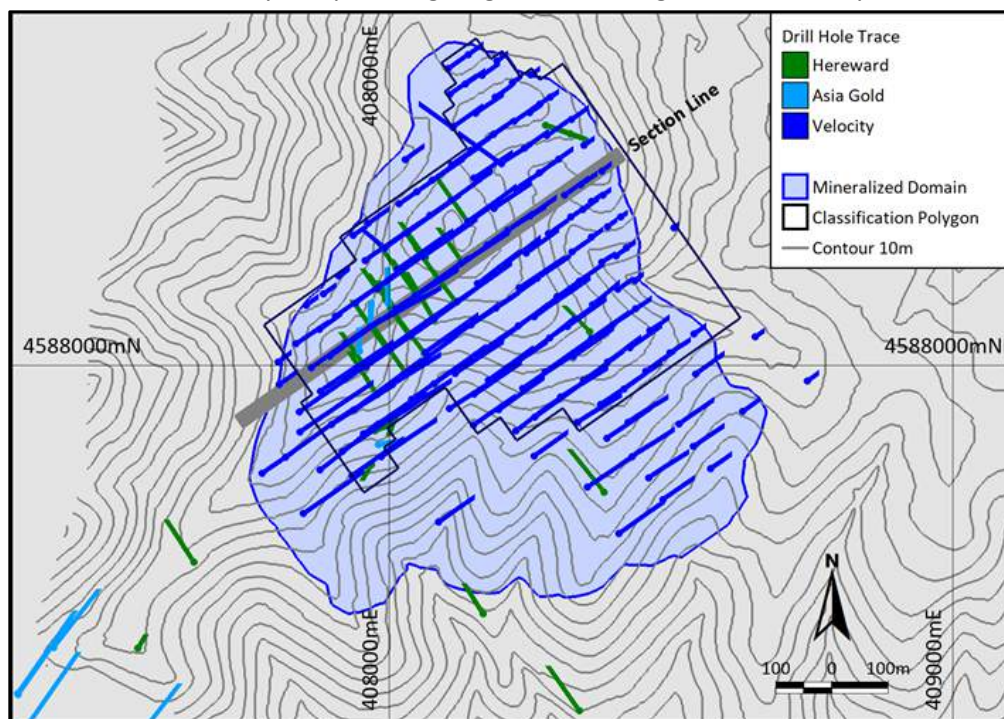 Drill Hole Trace
Hereward
Asia Gold
Velocity
Mineralized Domain
Classification Polygon
Contour 10m
408000mE
Section Line
4588000mN
4588000mN
N
408000mE
409000mE
100 0 100m